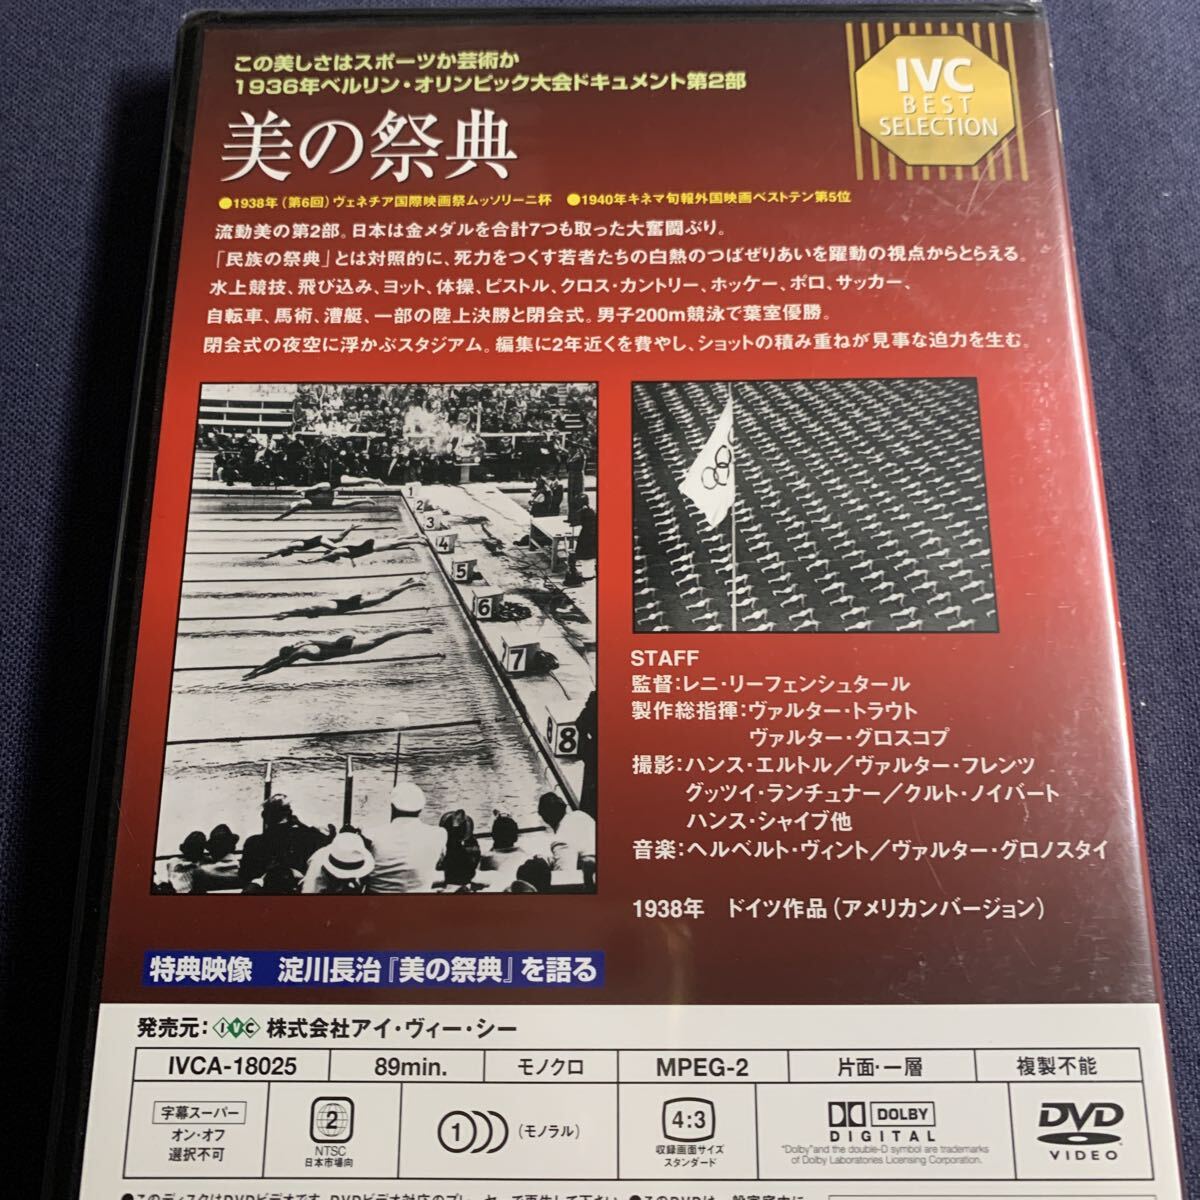 この美しさはスポーツか芸術か
1936年ベルリン・オリンピック大会ドキュメント第2部
美の祭典
IVC
BEST
SELECTION
●1938年（第6回）ヴェネチア国際映画祭ムッソリーニ杯　●1940年キネマ旬報外国映画ベストテン第5位
流動美の第2部。日本は金メダルを合計7つも取った大奮闘ぶり。
「民族の祭典」とは対照的に、死力をつくす若者たちの白熱のつばぜりあいを躍動の視点からとらえる。
水上競技、飛び込み、ヨット、体操、ピストル、クロス・カントリー、ホッケー、ポロ、サッカー、
自転車、馬術、漕艇、一部の陸上決勝と閉会式。男子200m競泳で葉室優勝。
閉会式の夜空に浮かぶスタジアム。編集に2年近くを費やし、ショットの積み重ねが見事な迫力を生む。
1
2
3
4
5
6
7
8
STAFF
監督：レニ・リーフェンシュタール
製作総指揮：ヴァルター・トラウト
ヴァルター・グロスコプ
撮影：ハンス・エルトル／ヴァルター・フレンツ
グッツイ・ランチュナー／クルト・ノイバート
ハンス・シャイブ他
音楽：ヘルベルト・ヴィント／ヴァルター・グロノスタイ
1938年　ドイツ作品（アメリカンバージョン）
特典映像　淀川長治『美の祭典』を語る
発売元：IVC 株式会社アイ・ヴィー・シー
IVCA-18025　89min.　モノクロ　MPEG-2　片面・一層　複製不能
字幕スーパー
オン・オフ
選択不可
2
NTSC
日本市場向
1 （モノラル）
4:3
収録画面サイズ
スタンダード
DOLBY
DIGITAL
"Dolby"and the double-D symbol are trademarks
of Dolby Laboratories Licensing Corporation.
DVD
VIDEO